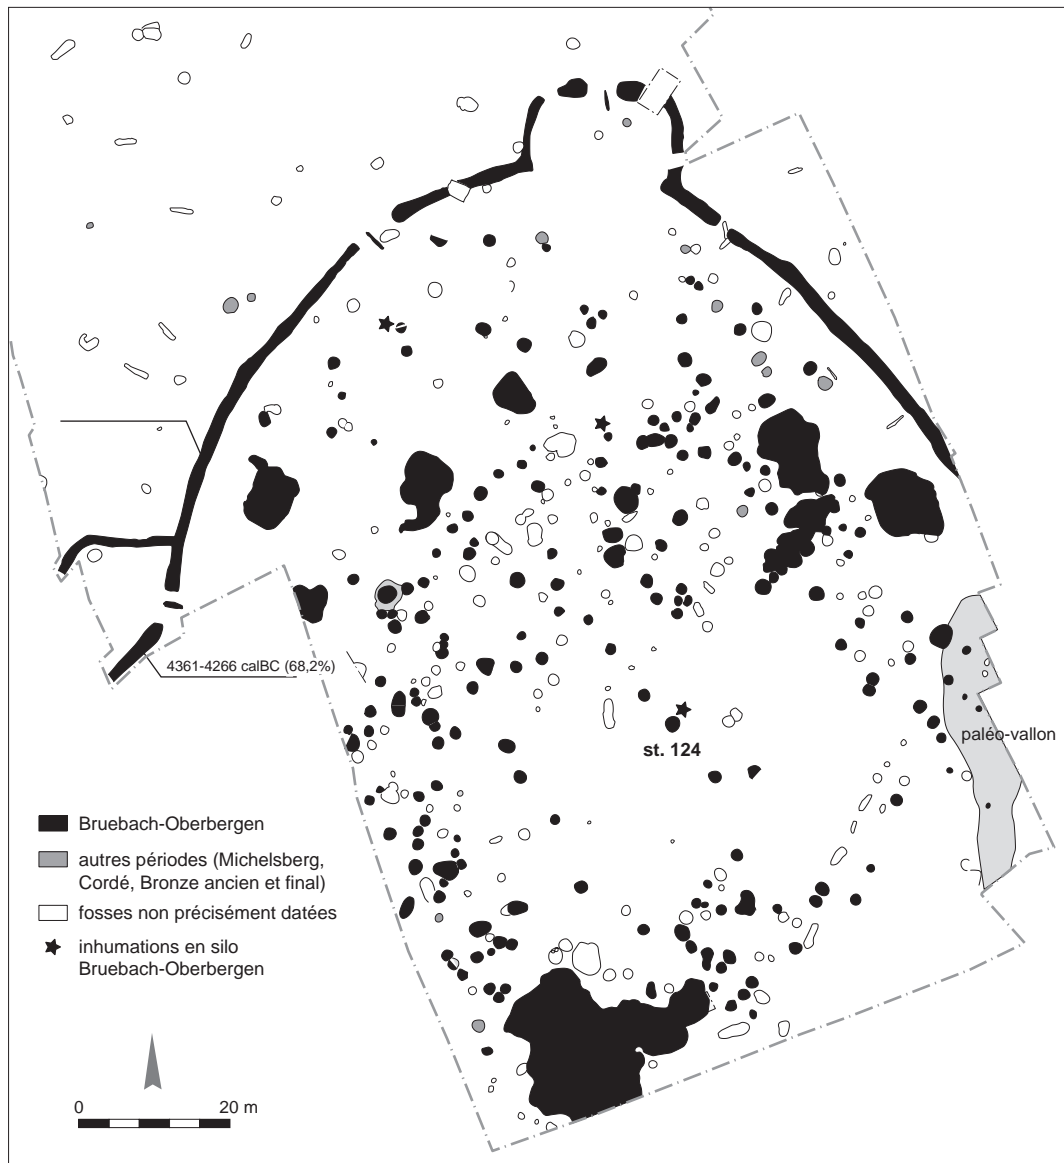 4361-4266 calBC (68,2%)
st. 124
paléo-vallon
Bruebach-Oberbergen
autres périodes (Michelsberg,
Cordé, Bronze ancien et final)
fosses non précisément datées
inhumations en silo
Bruebach-Oberbergen
0 20 m